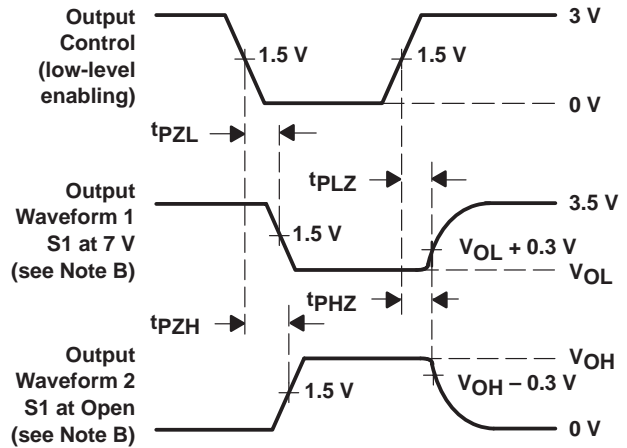 Output
Control
(low-level
enabling)
1.5 V
1.5 V
3 V
0 V
tPZL
tPLZ
Output
Waveform 1
S1 at 7 V
(see Note B)
1.5 V
3.5 V
VOL + 0.3 V
VOL
tPZH
tPHZ
Output
Waveform 2
S1 at Open
(see Note B)
1.5 V
VOH
VOH – 0.3 V
0 V